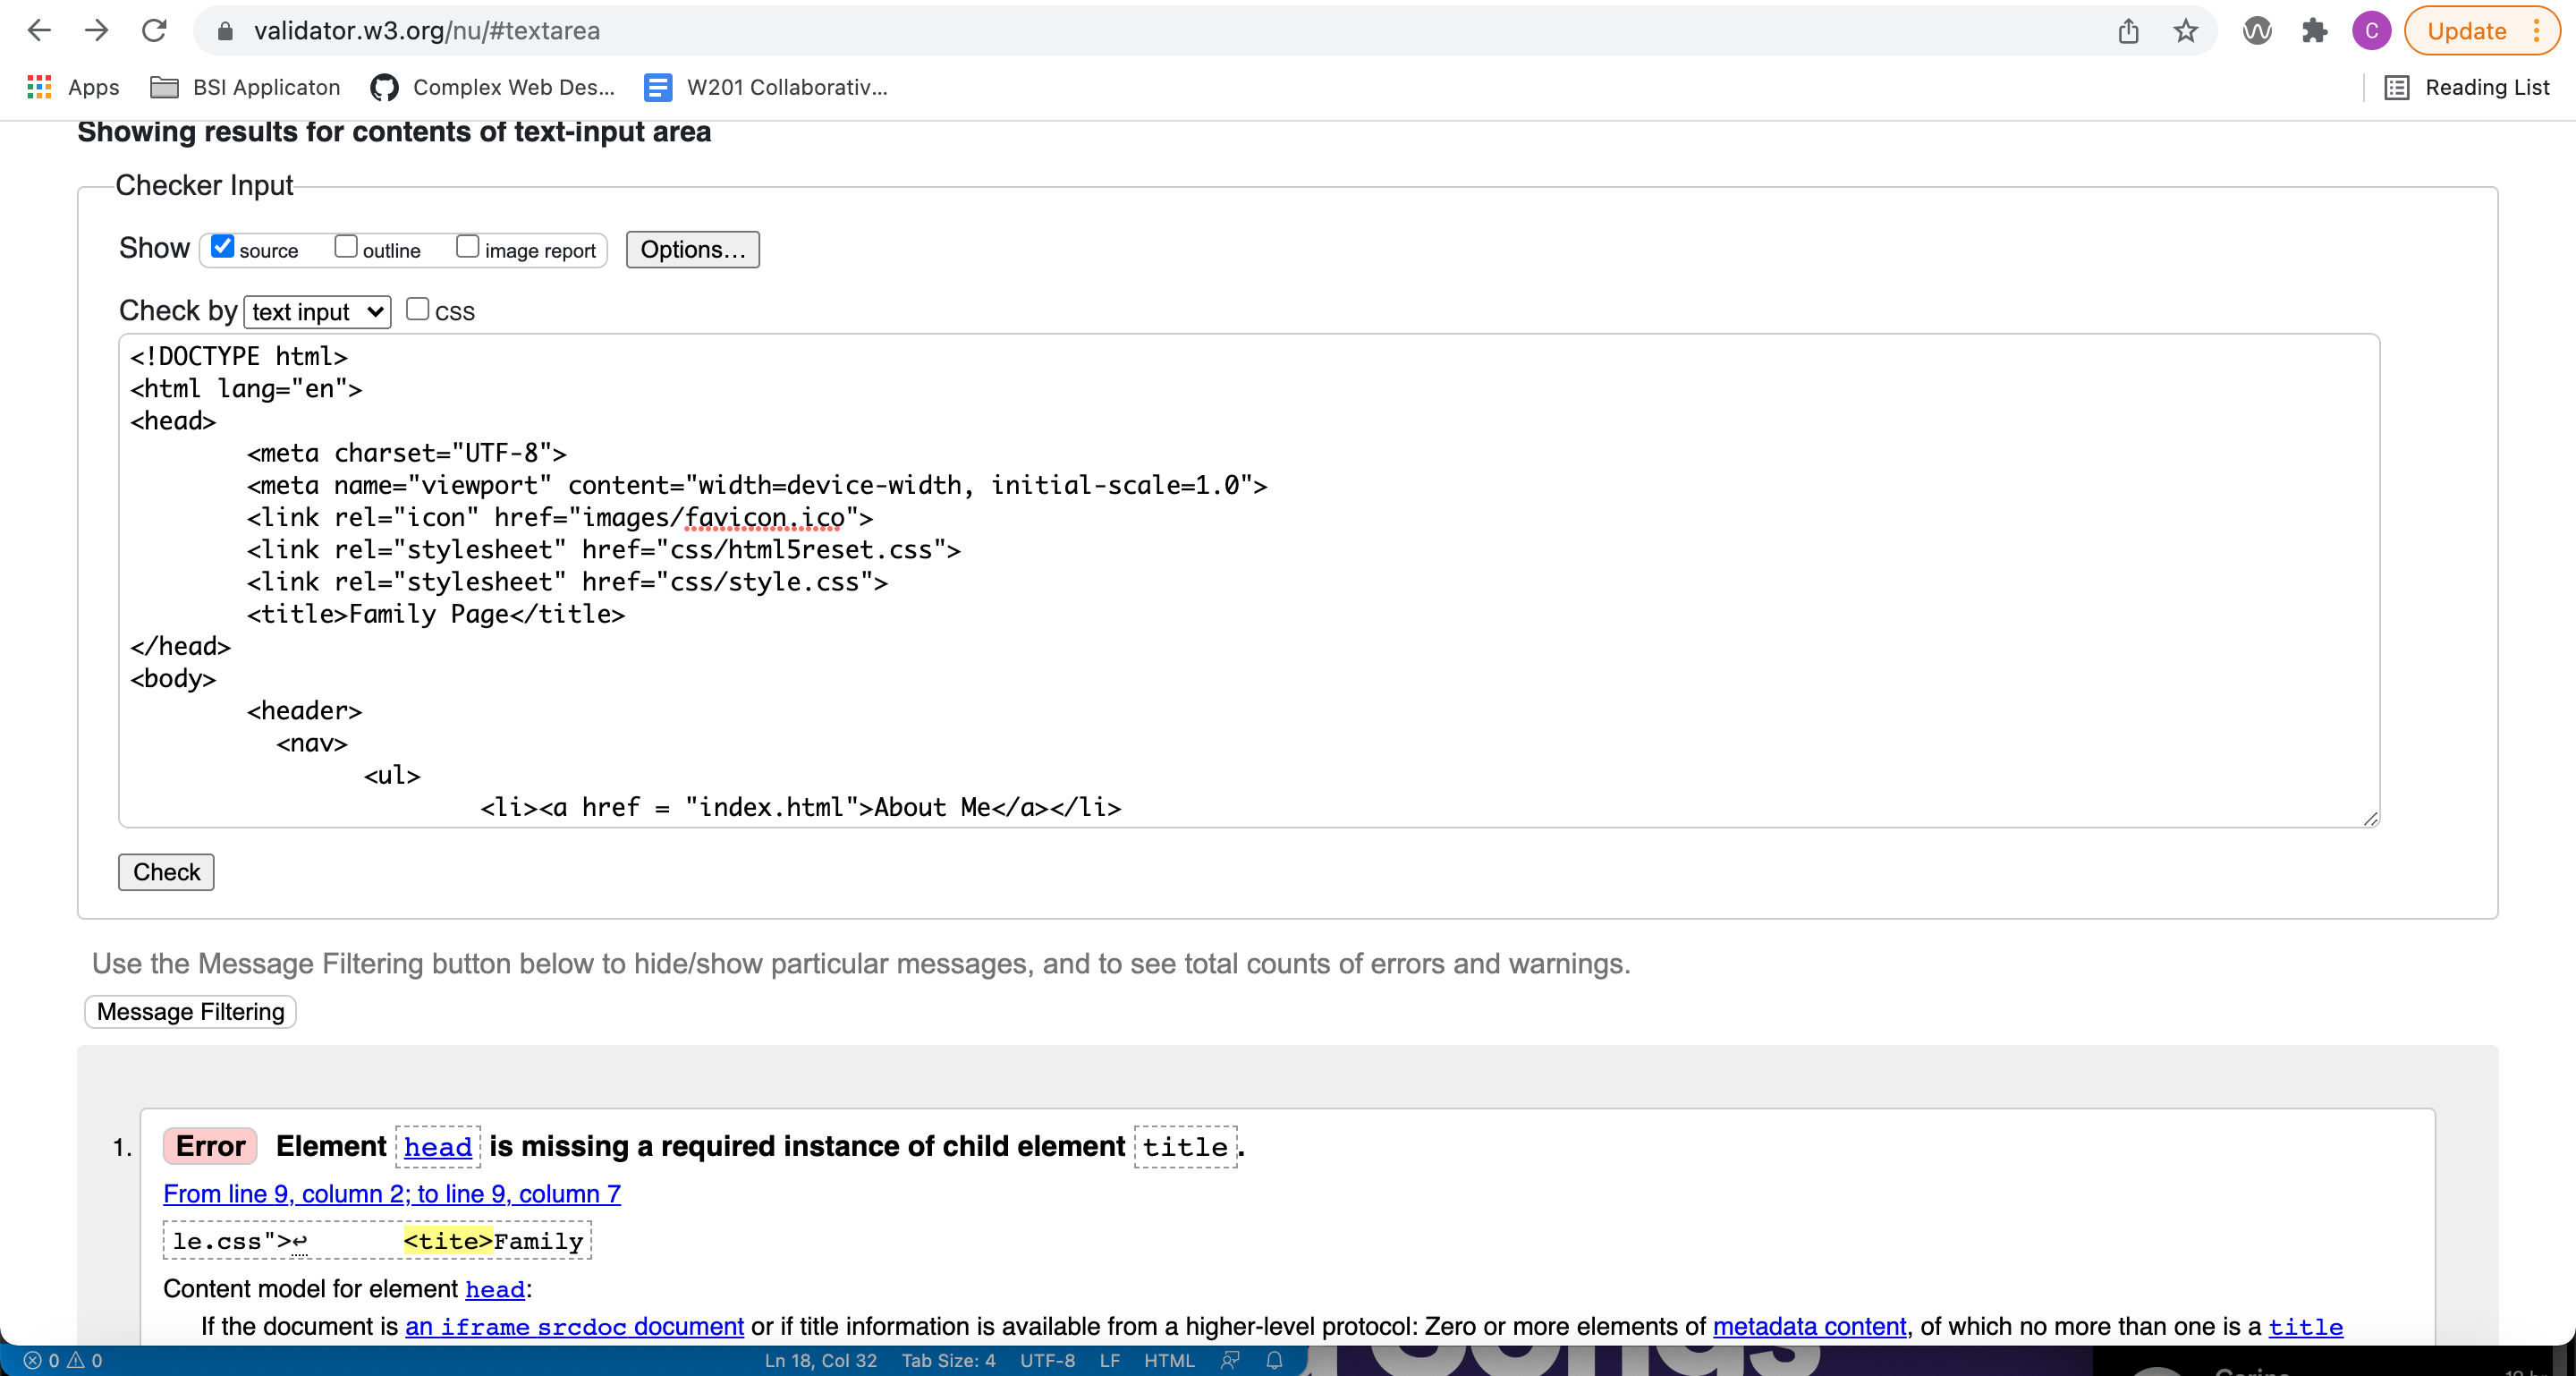 validator.w3.org/nu/#textarea
C
Update
Apps
BSI Applicaton
Complex Web Des...
W201 Collaborativ...
Reading List
Showing results for contents of text-input area
Checker Input
Show source outline image report Options...
Check by text input CSS
<!DOCTYPE html>
<html lang="en">
<head>
<meta charset="UTF-8">
<meta name="viewport" content="width=device-width, initial-scale=1.0">
<link rel="icon" href="images/favicon.ico">
<link rel="stylesheet" href="css/html5reset.css">
<link rel="stylesheet" href="css/style.css">
<title>Family Page</title>
</head>
<body>
<header>
<nav>
<ul>
<li><a href = "index.html">About Me</a></li>
Check
Use the Message Filtering button below to hide/show particular messages, and to see total counts of errors and warnings.
Message Filtering
1. Error Element head is missing a required instance of child element title.
From line 9, column 2; to line 9, column 7
le.css">↩ <tite>Family
Content model for element head:
If the document is an iframe srcdoc document or if title information is available from a higher-level protocol: Zero or more elements of metadata content, of which no more than one is a title
0 0 Ln 18, Col 32 Tab Size: 4 UTF-8 LF HTML